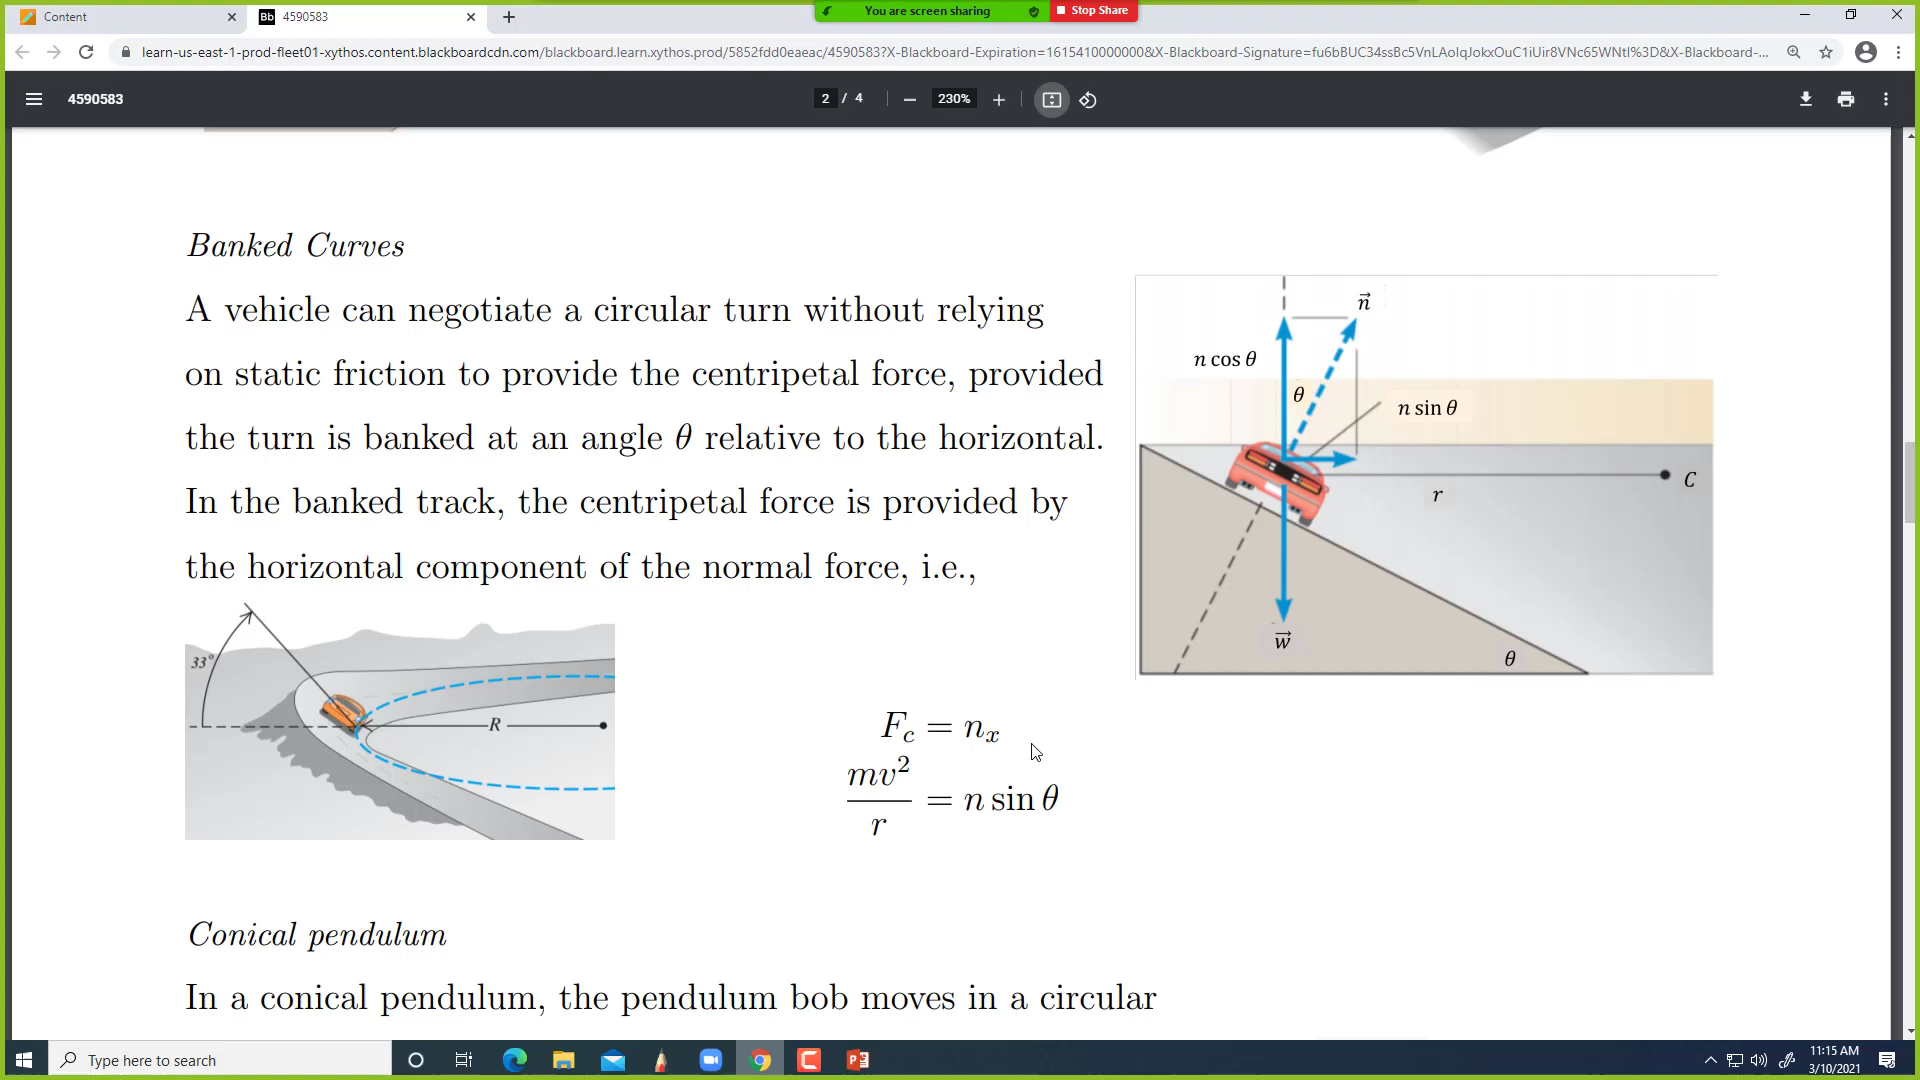 Content
Bb 4590583
You are screen sharing
Stop Share
learn-us-east-1-prod-fleet01-xythos.content.blackboardcdn.com/blackboard.learn.xythos.prod/5852fdd0eaeac/4590583?X-Blackboard-Expiration=1615410000000&X-Blackboard-Signature=fu6bBUC34ssBc5VnLAoIqJokxOuC1iUir8VNc65WNtI%3D&X-Blackboard-...
4590583
2 / 4
230%
Banked Curves
A vehicle can negotiate a circular turn without relying
on static friction to provide the centripetal force, provided
the turn is banked at an angle θ relative to the horizontal.
In the banked track, the centripetal force is provided by
the horizontal component of the normal force, i.e.,
n⃗
n cos θ
θ
n sin θ
C
r
w⃗
θ
33°
R
F_c = n_x
mv²/r = n sin θ
Conical pendulum
In a conical pendulum, the pendulum bob moves in a circular
Type here to search
11:15 AM
3/10/2021